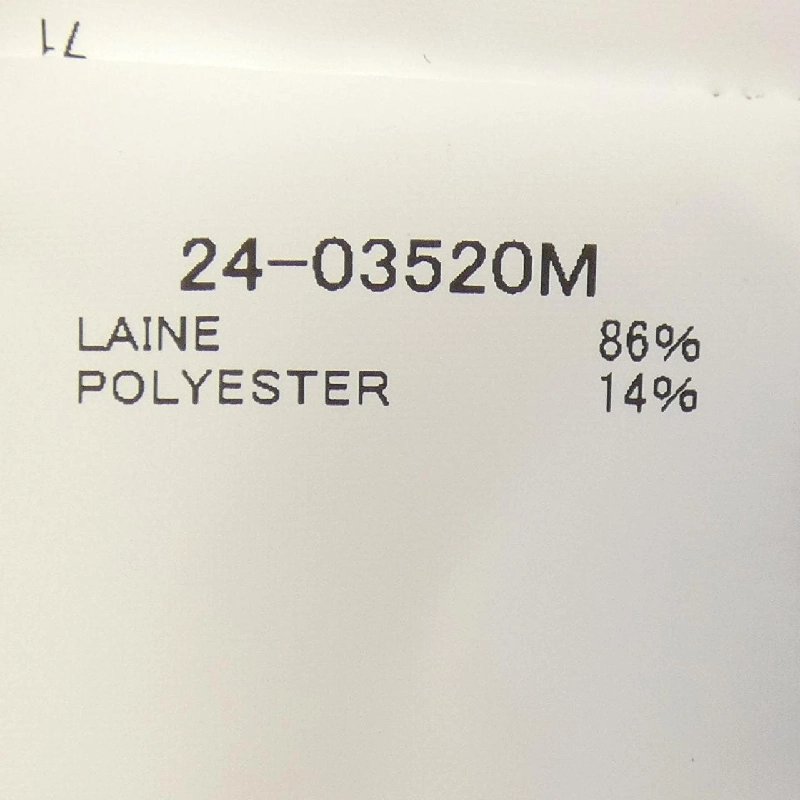 24-03520M
LAINE 86%
POLYESTER 14%